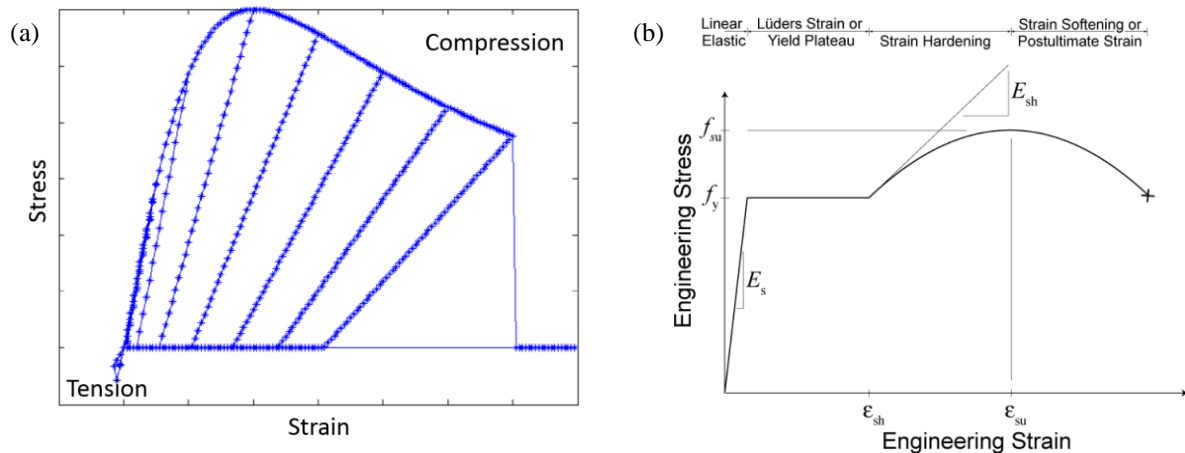 (a)
Compression
Stress
Tension
Strain
(b)
Linear
Elastic
Lüders Strain or
Yield Plateau
Strain Hardening
Strain Softening or
Postultimate Strain
E_sh
f_su
f_y
E_s
Engineering Stress
ε_sh
ε_su
Engineering Strain